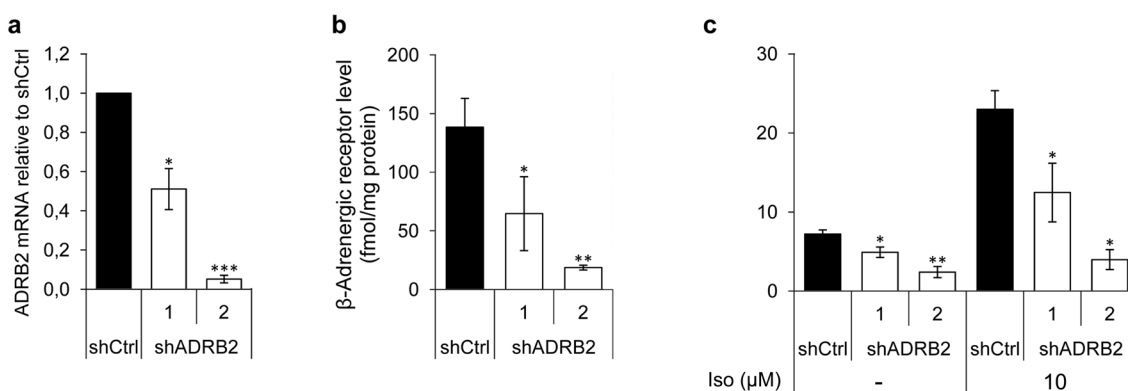 a
ADRB2 mRNA relative to shCtrl
1,2
1,0
0,8
0,6
0,4
0,2
0,0
*
***
1 2
shCtrl shADRB2
b
β-Adrenergic receptor level
(fmol/mg protein)
200
150
100
50
0
*
**
1 2
shCtrl shADRB2
c
30
20
10
0
*
**
*
*
1 2 1 2
shCtrl shADRB2 shCtrl shADRB2
Iso (µM) - 10